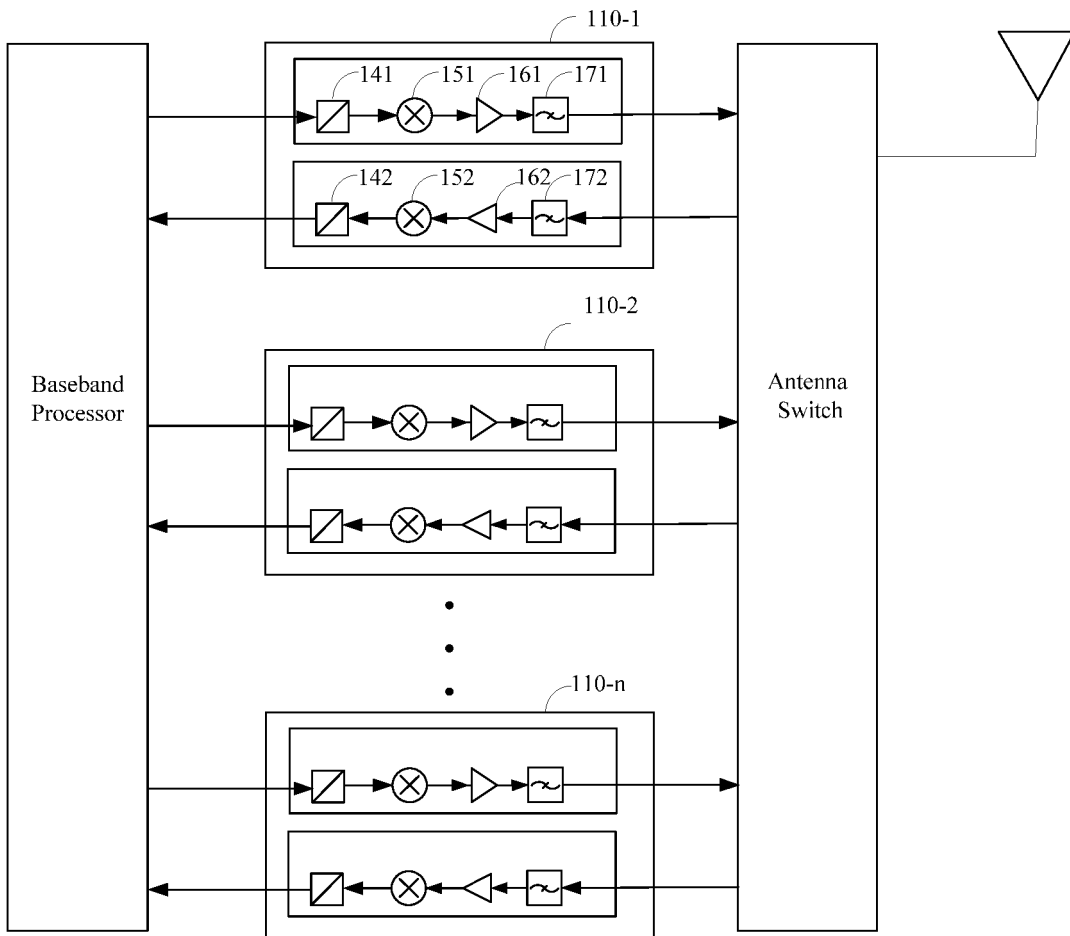 110-1
141
151
161
171
142
152
162
172
110-2
Baseband
Processor
Antenna
Switch
110-n